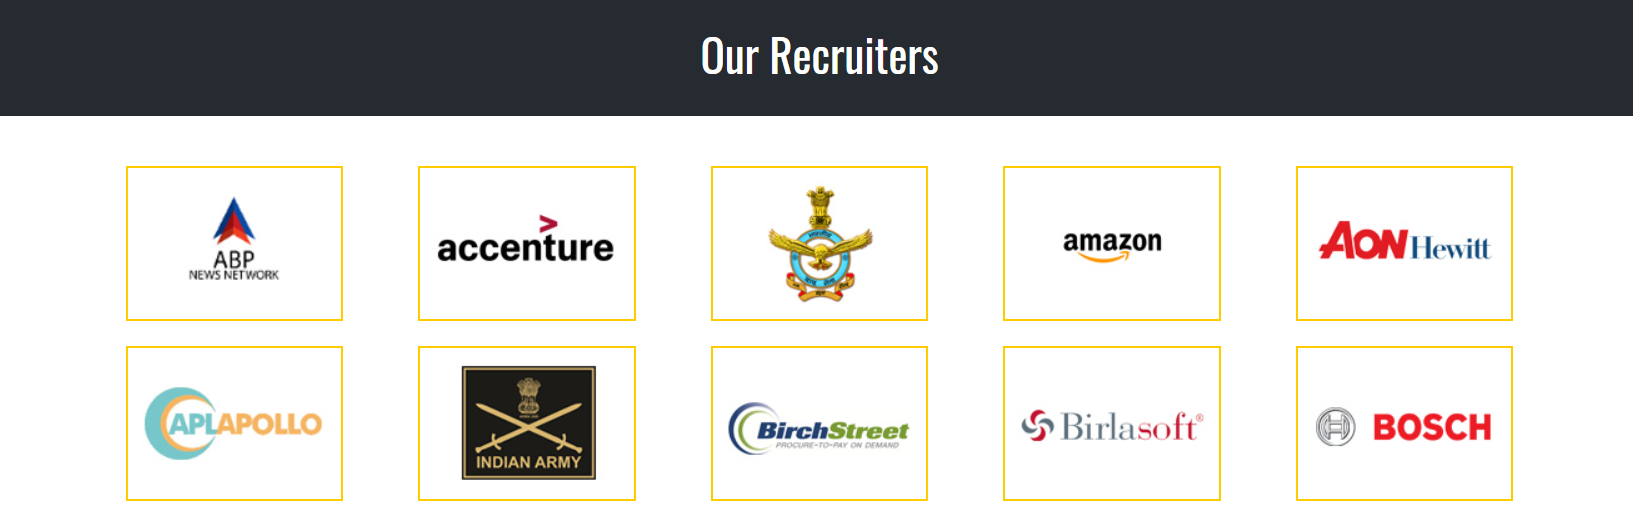 Our Recruiters
ABP
NEWS NETWORK
accenture
amazon
AON Hewitt
APLAPOLLO
INDIAN ARMY
BirchStreet
PROCURE-TO-PAY ON DEMAND
Birlasoft®
BOSCH